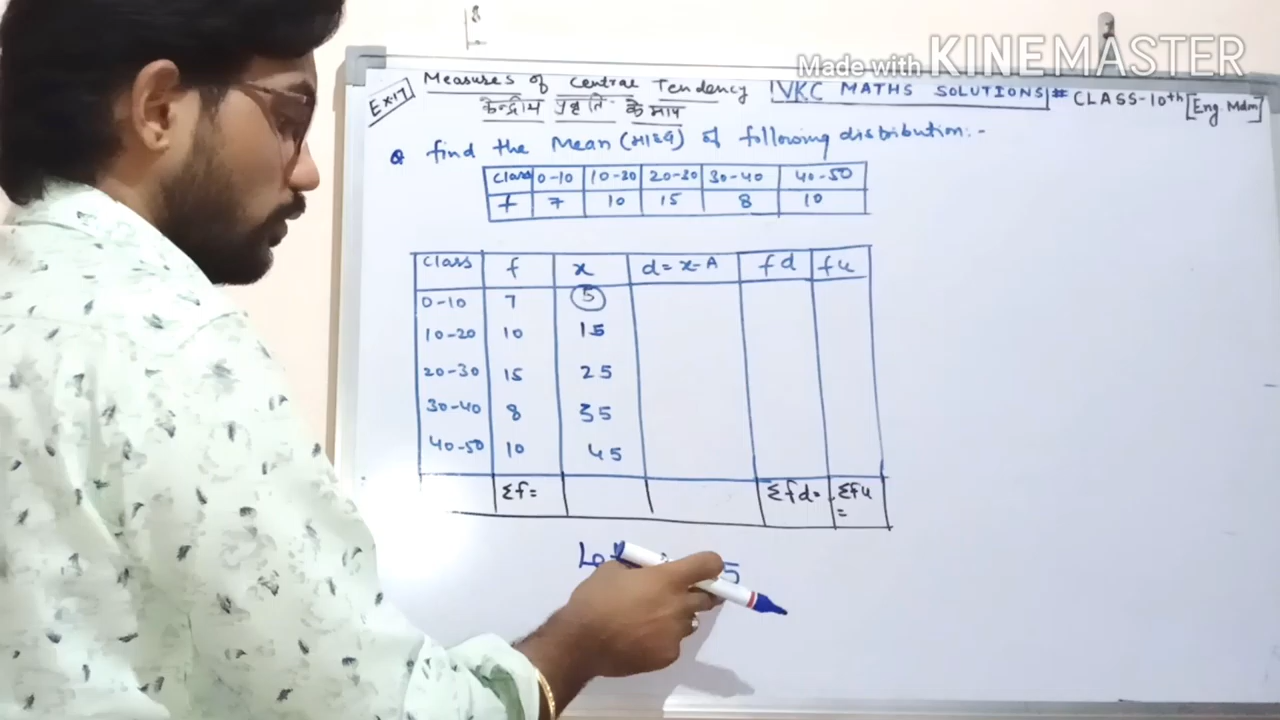 Made with KINEMASTER
Ex-17 Measures of Central Tendency VKC MATHS SOLUTIONS # CLASS-10th [Eng. Mdm]
केन्द्रीय प्रवृत्ति के माप
Q find the Mean (माध्य) of following distribution:-
Class 0-10 10-20 20-30 30-40 40-50
f 7 10 15 8 10
Class f x d = x-A fd fu
0-10 7 5
10-20 10 15
20-30 15 25
30-40 8 35
40-50 10 45
Σf= Σfd= Σfu =
Let 5